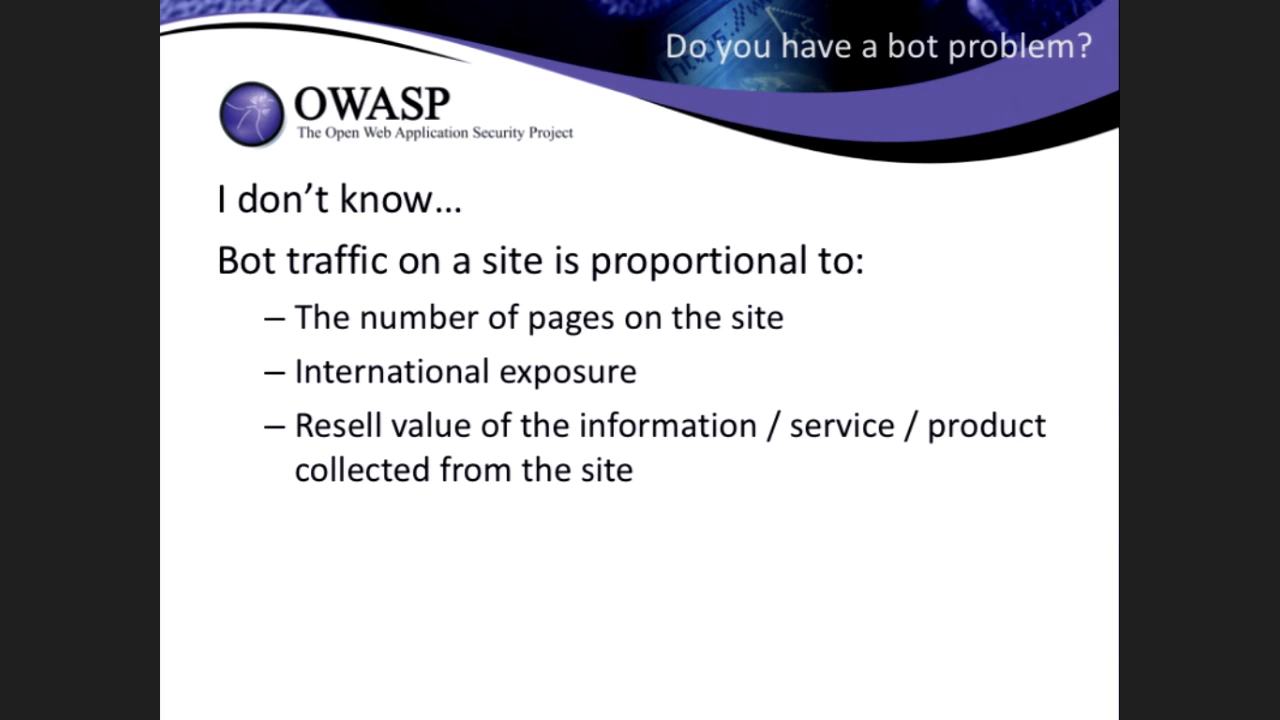 Do you have a bot problem?
OWASP
The Open Web Application Security Project
I don’t know…
Bot traffic on a site is proportional to:
– The number of pages on the site
– International exposure
– Resell value of the information / service / product
collected from the site